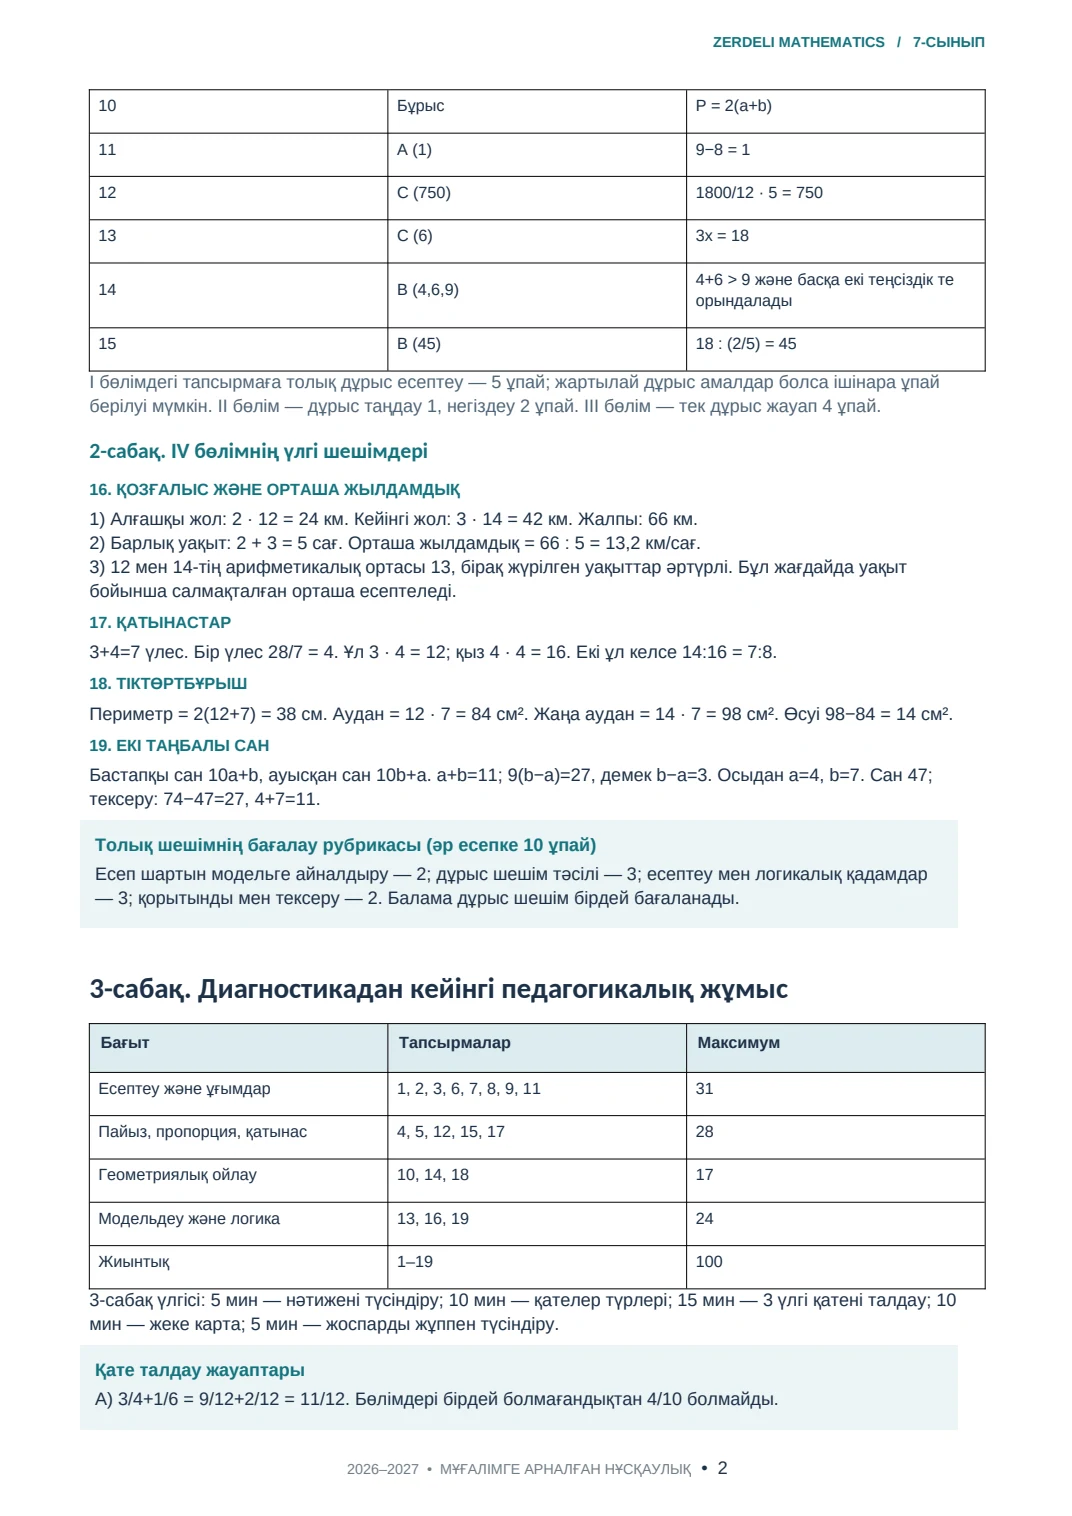 ZERDELI MATHEMATICS / 7-СЫНЫП
10 Бұрыс P = 2(a+b)
11 A (1) 9−8 = 1
12 C (750) 1800/12 · 5 = 750
13 C (6) 3x = 18
14 B (4,6,9) 4+6 > 9 және басқа екі теңсіздік те
орындалады
15 B (45) 18 : (2/5) = 45
І бөлімдегі тапсырмаға толық дұрыс есептеу — 5 ұпай; жартылай дұрыс амалдар болса ішінара ұпай
берілуі мүмкін. ІІ бөлім — дұрыс таңдау 1, негіздеу 2 ұпай. ІІІ бөлім — тек дұрыс жауап 4 ұпай.
2-сабақ. IV бөлімнің үлгі шешімдері
16. ҚОЗҒАЛЫС ЖӘНЕ ОРТАША ЖЫЛДАМДЫҚ
1) Алғашқы жол: 2 · 12 = 24 км. Кейінгі жол: 3 · 14 = 42 км. Жалпы: 66 км.
2) Барлық уақыт: 2 + 3 = 5 сағ. Орташа жылдамдық = 66 : 5 = 13,2 км/сағ.
3) 12 мен 14-тің арифметикалық ортасы 13, бірақ жүрілген уақыттар әртүрлі. Бұл жағдайда уақыт
бойынша салмақталған орташа есептеледі.
17. ҚАТЫНАСТАР
3+4=7 үлес. Бір үлес 28/7 = 4. Ұл 3 · 4 = 12; қыз 4 · 4 = 16. Екі ұл келсе 14:16 = 7:8.
18. ТІКТӨРТБҰРЫШ
Периметр = 2(12+7) = 38 см. Аудан = 12 · 7 = 84 см². Жаңа аудан = 14 · 7 = 98 см². Өсуі 98−84 = 14 см².
19. ЕКІ ТАҢБАЛЫ САН
Бастапқы сан 10a+b, ауысқан сан 10b+a. a+b=11; 9(b−a)=27, демек b−a=3. Осыдан a=4, b=7. Сан 47;
тексеру: 74−47=27, 4+7=11.
Толық шешімнің бағалау рубрикасы (әр есепке 10 ұпай)
Есеп шартын модельге айналдыру — 2; дұрыс шешім тәсілі — 3; есептеу мен логикалық қадамдар
— 3; қорытынды мен тексеру — 2. Балама дұрыс шешім бірдей бағаланады.
3-сабақ. Диагностикадан кейінгі педагогикалық жұмыс
Бағыт Тапсырмалар Максимум
Есептеу және ұғымдар 1, 2, 3, 6, 7, 8, 9, 11 31
Пайыз, пропорция, қатынас 4, 5, 12, 15, 17 28
Геометриялық ойлау 10, 14, 18 17
Модельдеу және логика 13, 16, 19 24
Жиынтық 1–19 100
3-сабақ үлгісі: 5 мин — нәтижені түсіндіру; 10 мин — қателер түрлері; 15 мин — 3 үлгі қатені талдау; 10
мин — жеке карта; 5 мин — жоспарды жұппен түсіндіру.
Қате талдау жауаптары
А) 3/4+1/6 = 9/12+2/12 = 11/12. Бөлімдері бірдей болмағандықтан 4/10 болмайды.
2026–2027 • МҰҒАЛІМГЕ АРНАЛҒАН НҰСҚАУЛЫҚ • 2